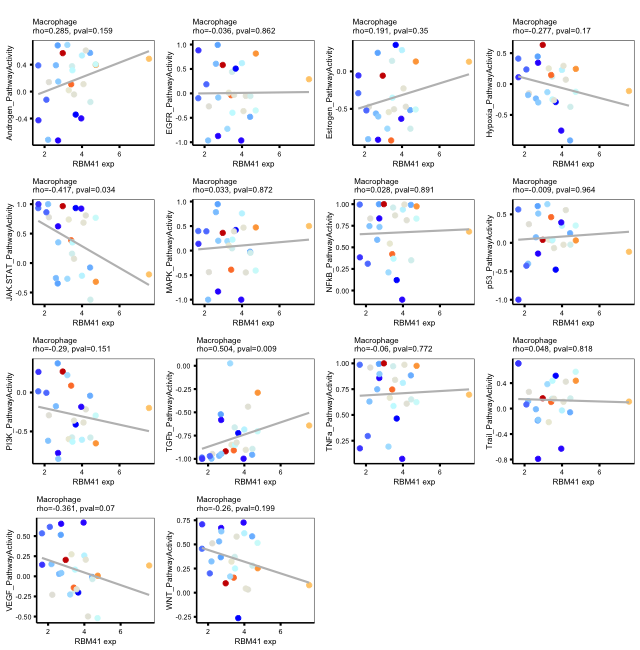 Macrophage
rho=0.285, pval=0.159
Androgen_PathwayActivity
0.4
0.0
-0.4
2
4
6
RBM41 exp
Macrophage
rho=-0.036, pval=0.862
EGFR_PathwayActivity
1.0
0.5
0.0
-0.5
-1.0
2
4
6
RBM41 exp
Macrophage
rho=0.191, pval=0.35
Estrogen_PathwayActivity
0.0
-0.5
2
4
6
RBM41 exp
Macrophage
rho=-0.277, pval=0.17
Hypoxia_PathwayActivity
0.5
0.0
-0.5
2
4
6
RBM41 exp
Macrophage
rho=-0.417, pval=0.034
JAK.STAT_PathwayActivity
1.0
0.5
0.0
-0.5
2
4
6
RBM41 exp
Macrophage
rho=0.033, pval=0.872
MAPK_PathwayActivity
1.0
0.5
0.0
-0.5
-1.0
2
4
6
RBM41 exp
Macrophage
rho=0.028, pval=0.891
NFkB_PathwayActivity
1.00
0.75
0.50
0.25
0.00
2
4
6
RBM41 exp
Macrophage
rho=-0.009, pval=0.964
p53_PathwayActivity
0.5
0.0
-0.5
-1.0
2
4
6
RBM41 exp
Macrophage
rho=-0.29, pval=0.151
PI3K_PathwayActivity
0.0
-0.5
2
4
6
RBM41 exp
Macrophage
rho=0.504, pval=0.009
TGFb_PathwayActivity
0.00
-0.25
-0.50
-0.75
-1.00
2
4
6
RBM41 exp
Macrophage
rho=-0.06, pval=0.772
TNFa_PathwayActivity
1.00
0.75
0.50
0.25
2
4
6
RBM41 exp
Macrophage
rho=0.048, pval=0.818
Trail_PathwayActivity
0.8
0.4
0.0
-0.4
-0.8
2
4
6
RBM41 exp
Macrophage
rho=-0.361, pval=0.07
VEGF_PathwayActivity
0.50
0.25
0.00
-0.25
-0.50
2
4
6
RBM41 exp
Macrophage
rho=-0.26, pval=0.199
WNT_PathwayActivity
0.75
0.50
0.25
0.00
-0.25
2
4
6
RBM41 exp